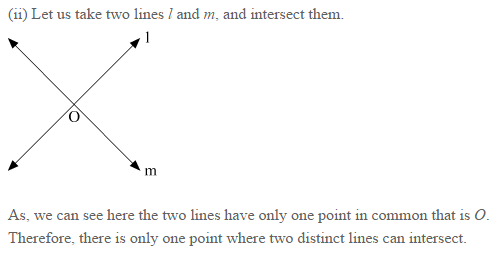 (ii) Let us take two lines l and m, and intersect them.
l
O
m
As, we can see here the two lines have only one point in common that is O.
Therefore, there is only one point where two distinct lines can intersect.